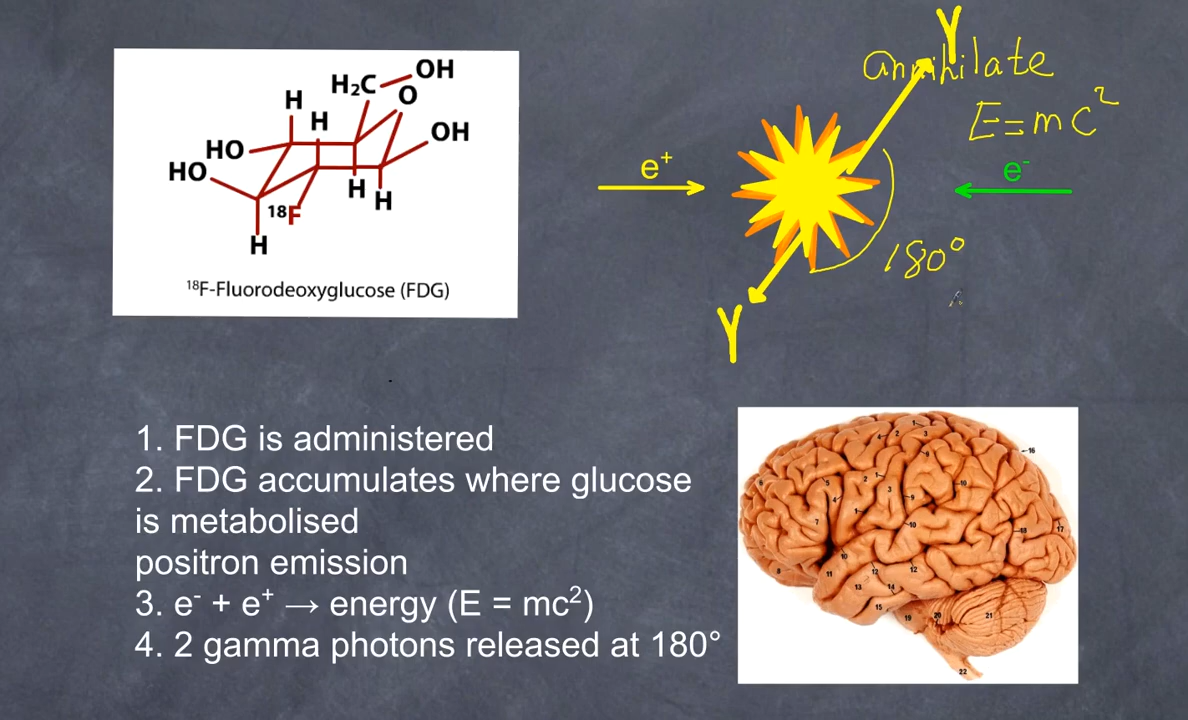 H₂C
OH
O
H
H
OH
HO
HO
H
H
¹⁸F
H
¹⁸F-Fluorodeoxyglucose (FDG)
γ
annihilate
E=mc²
e⁺
e⁻
180°
γ
1. FDG is administered
2. FDG accumulates where glucose
is metabolised
positron emission
3. e⁻ + e⁺ → energy (E = mc²)
4. 2 gamma photons released at 180°